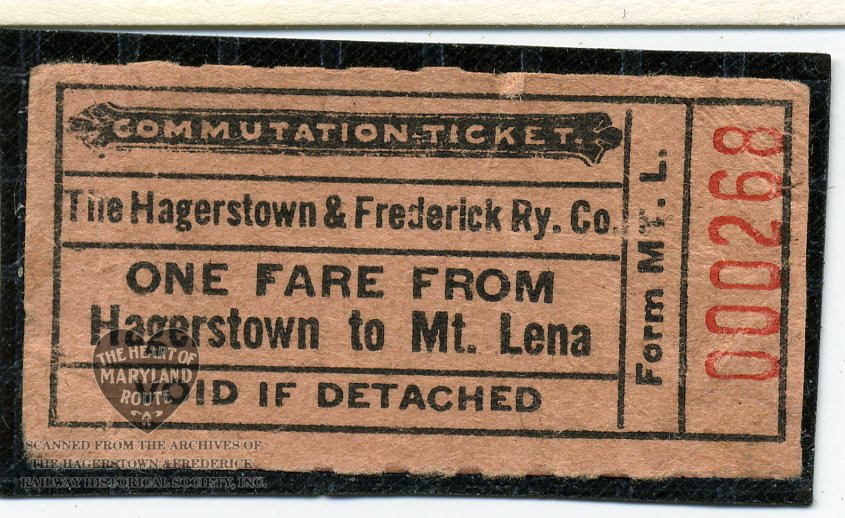 COMMUTATION-TICKET.
The Hagerstown & Frederick Ry. Co.
ONE FARE FROM
Hagerstown to Mt. Lena
VOID IF DETACHED
Form MT. L.
000268
THE HEART OF
MARYLAND
ROUTE
SCANNED FROM THE ARCHIVES OF
THE HAGERSTOWN & FREDERICK
RAILWAY HISTORICAL SOCIETY, INC.